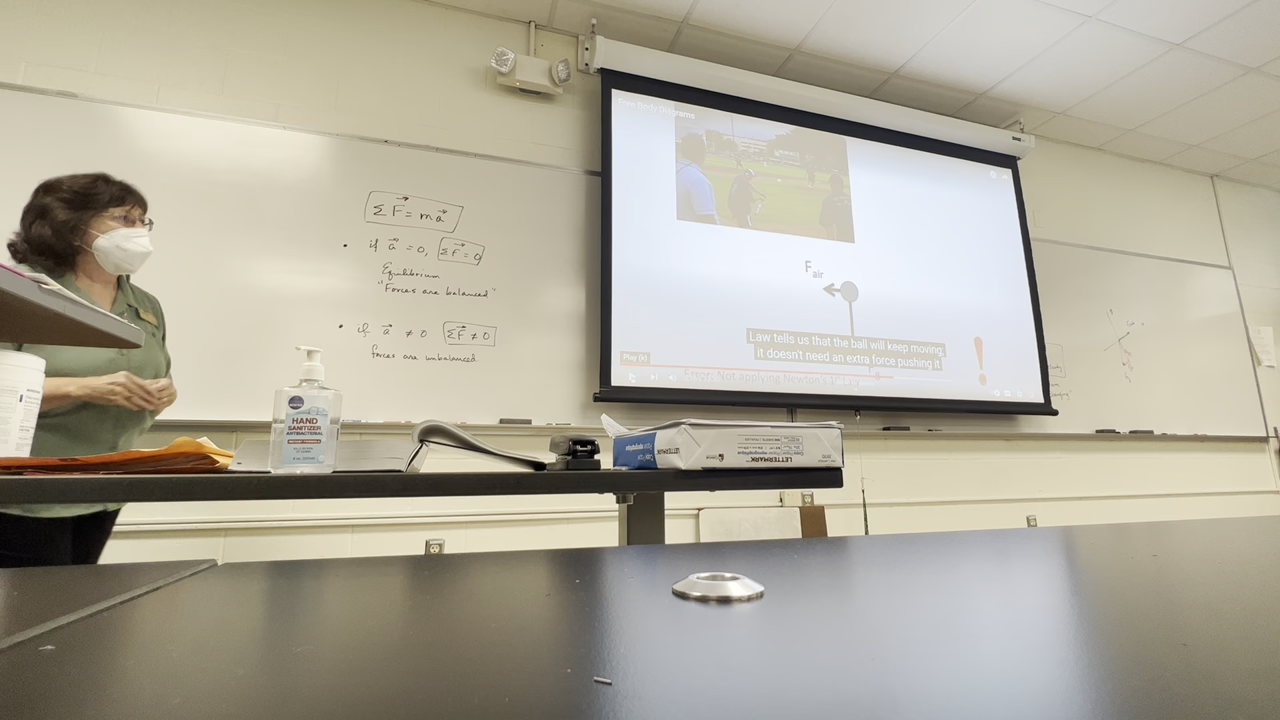 ΣF⃗ = ma⃗
• if a⃗ = 0, ΣF⃗ = 0
Equilibrium
"Forces are balanced"
• if a⃗ ≠ 0 ΣF⃗ ≠ 0
forces are unbalanced
Free Body Diagrams
F air
Law tells us that the ball will keep moving,
it doesn't need an extra force pushing it
Play (k)
Error: Not applying Newton's 1st Law
!
HAND
SANITIZER
ANTIBACTERIAL
LETTERMARK